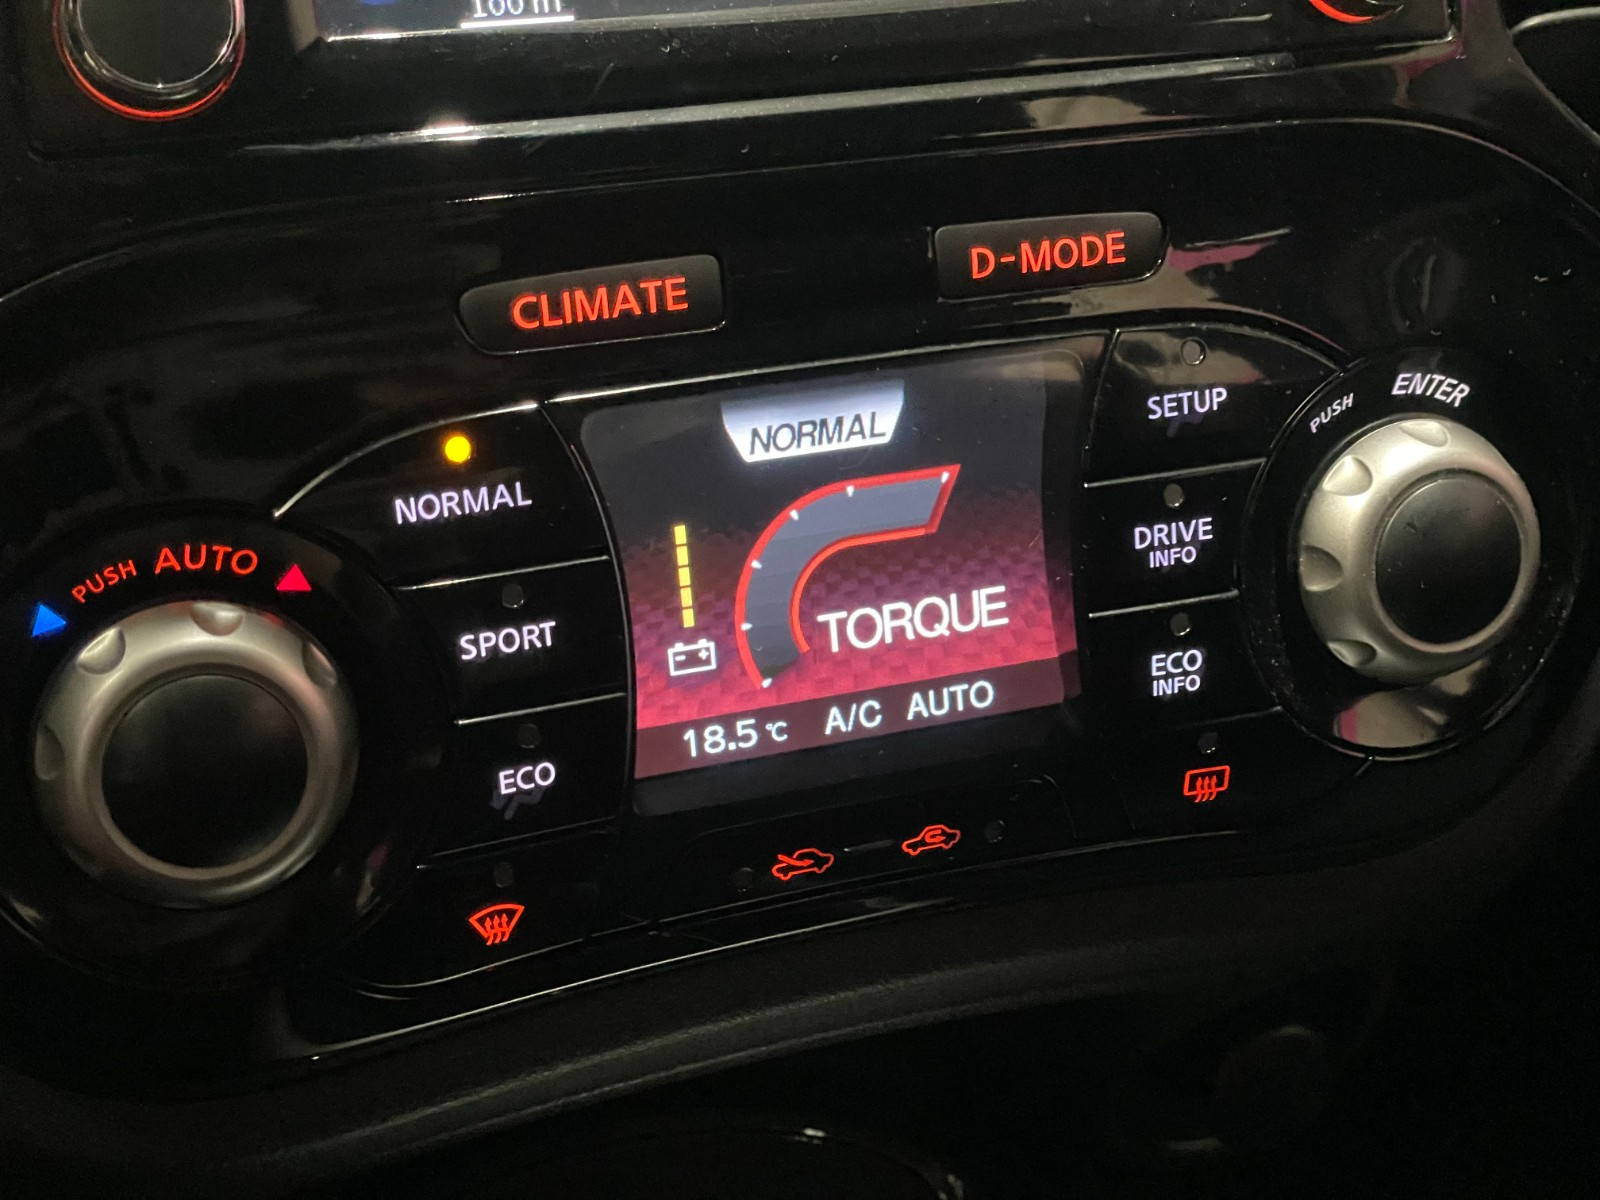 100 m
CLIMATE
D-MODE
NORMAL
SETUP
PUSH ENTER
NORMAL
PUSH AUTO
DRIVE
INFO
SPORT
TORQUE
ECO
INFO
18.5 °C A/C AUTO
ECO